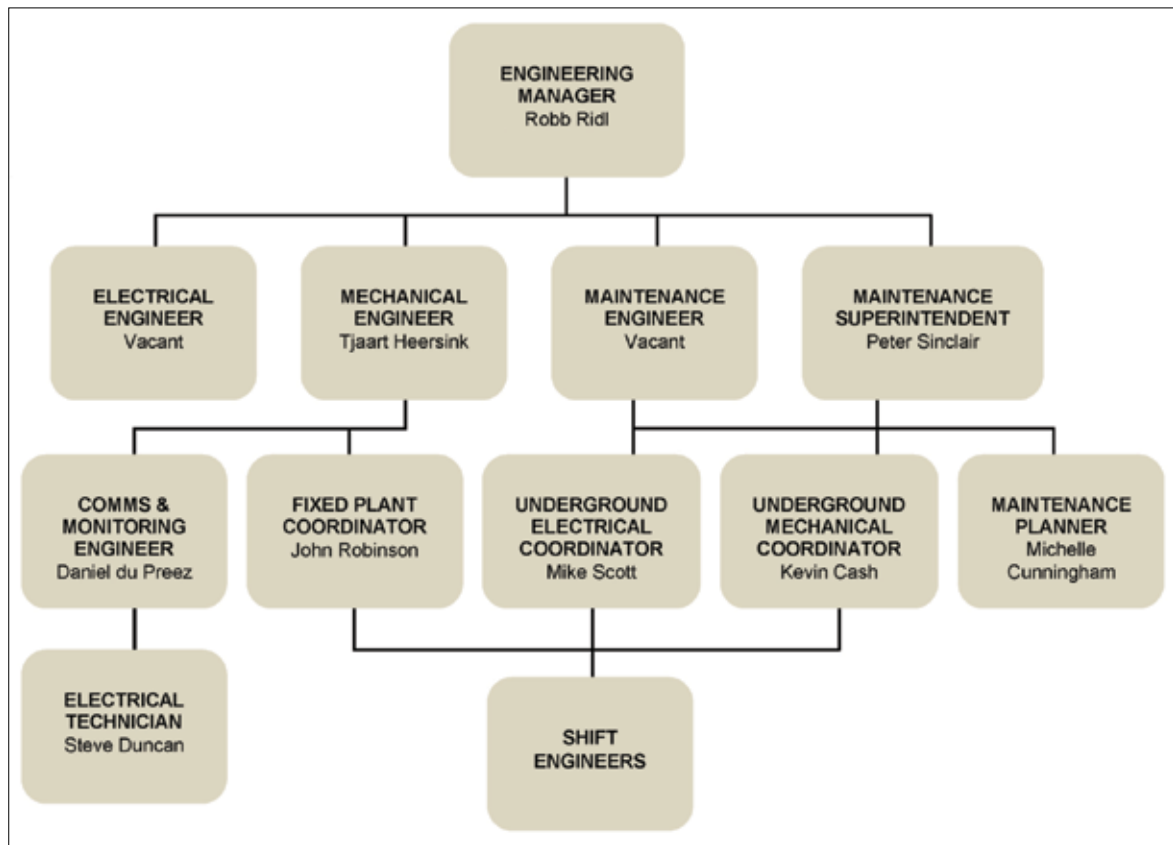 ENGINEERING
MANAGER
Robb Ridl
ELECTRICAL
ENGINEER
Vacant
MECHANICAL
ENGINEER
Tjaart Heersink
MAINTENANCE
ENGINEER
Vacant
MAINTENANCE
SUPERINTENDENT
Peter Sinclair
COMMS &
MONITORING
ENGINEER
Daniel du Preez
FIXED PLANT
COORDINATOR
John Robinson
UNDERGROUND
ELECTRICAL
COORDINATOR
Mike Scott
UNDERGROUND
MECHANICAL
COORDINATOR
Kevin Cash
MAINTENANCE
PLANNER
Michelle
Cunningham
ELECTRICAL
TECHNICIAN
Steve Duncan
SHIFT
ENGINEERS